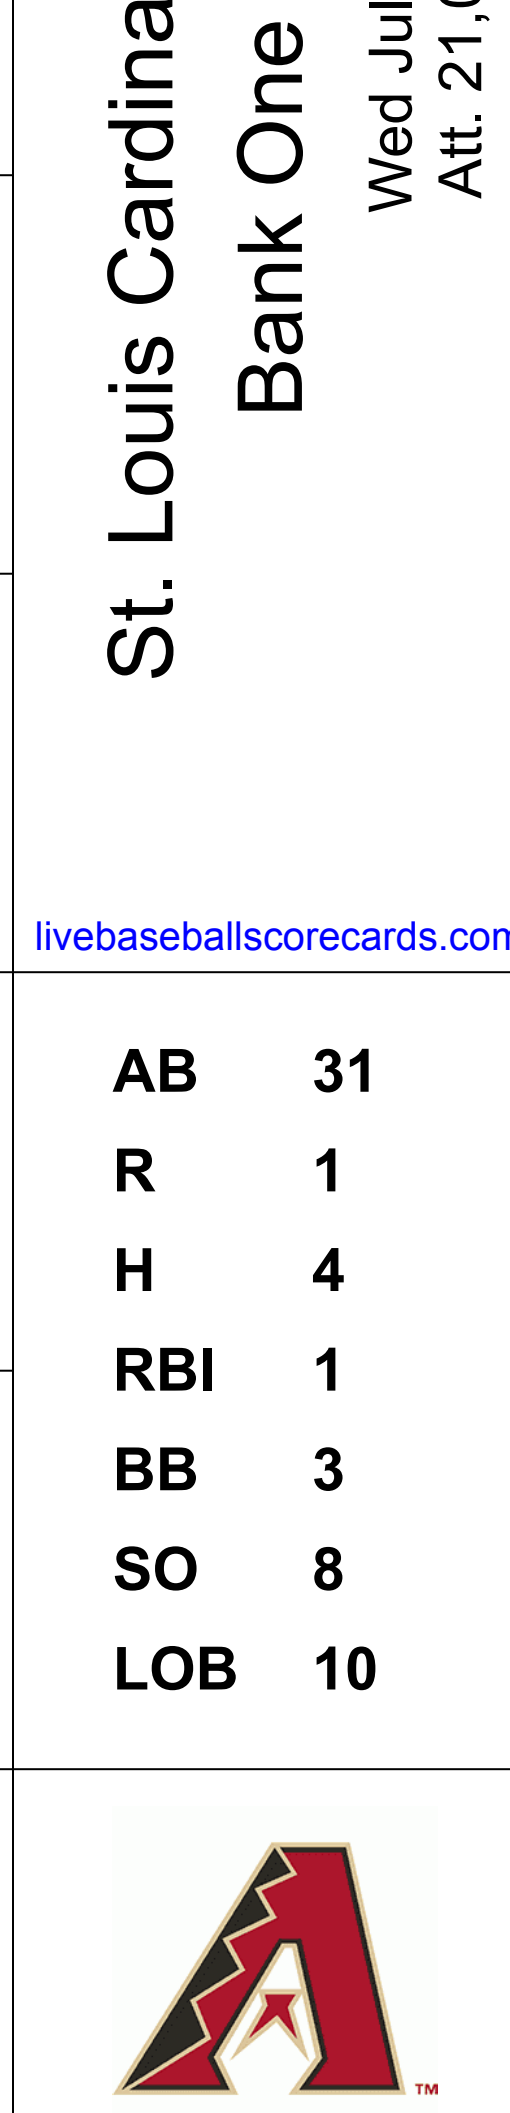 St. Louis Cardina
Bank One
Wed Jul
Att. 21,
livebaseballscorecards.com
AB 31
R 1
H 4
RBI 1
BB 3
SO 8
LOB 10
A
TM